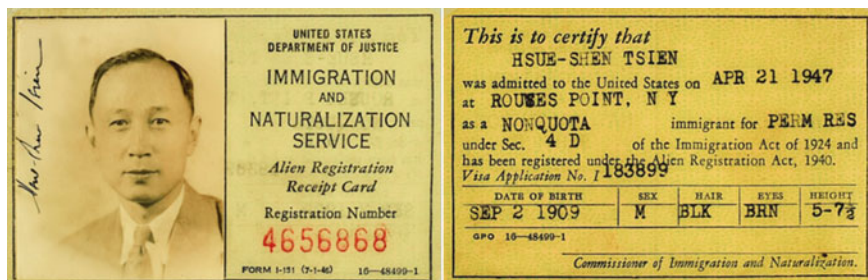 Hsue-Shen Tsien
UNITED STATES
DEPARTMENT OF JUSTICE
IMMIGRATION
AND
NATURALIZATION
SERVICE
Alien Registration
Receipt Card
Registration Number
4656868
FORM I-151 (7-1-46) 16—48499-1
This is to certify that
HSUE-SHEN TSIEN
was admitted to the United States on APR 21 1947
at ROUSES POINT, N Y
as a NONQUOTA immigrant for PERM RES
under Sec. 4 D of the Immigration Act of 1924 and
has been registered under the Alien Registration Act, 1940.
Visa Application No. I 183899
DATE OF BIRTH SEX HAIR EYES HEIGHT
SEP 2 1909 M BLK BRN 5-7½
GPO 16—48499-1
Commissioner of Immigration and Naturalization.